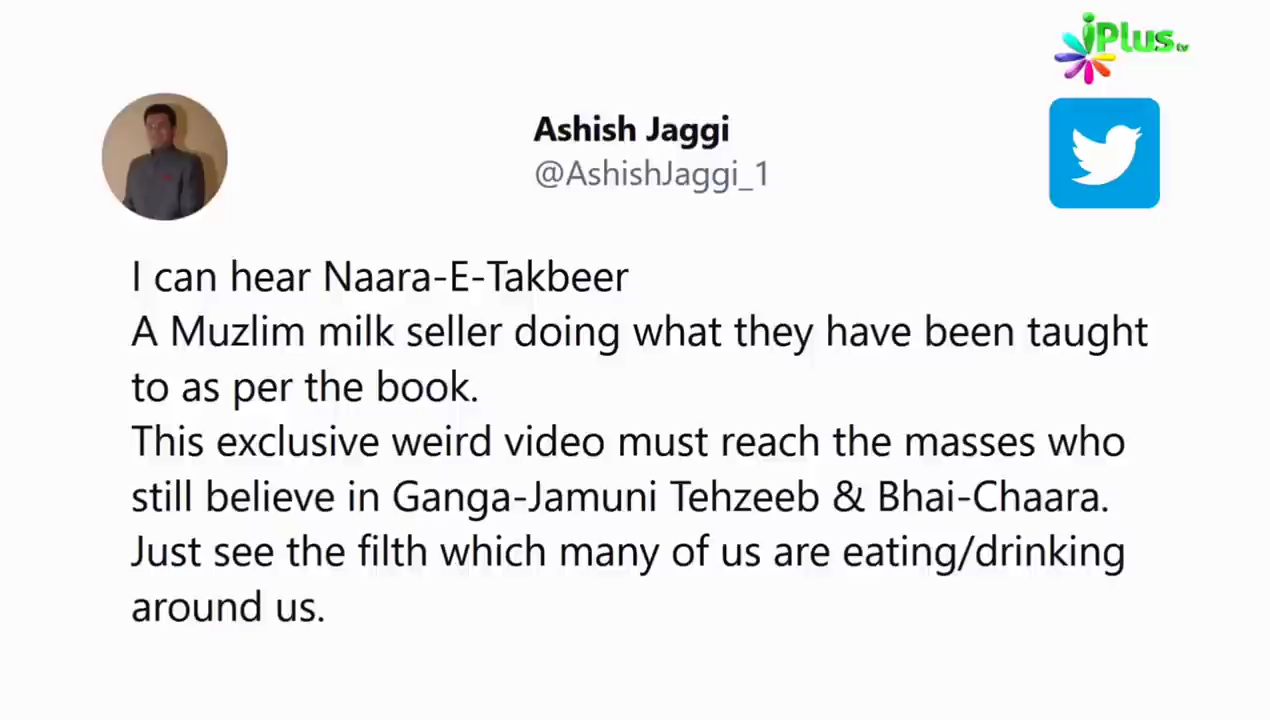 iPlus tv
Ashish Jaggi
@AshishJaggi_1
I can hear Naara-E-Takbeer
A Muzlim milk seller doing what they have been taught
to as per the book.
This exclusive weird video must reach the masses who
still believe in Ganga-Jamuni Tehzeeb & Bhai-Chaara.
Just see the filth which many of us are eating/drinking
around us.